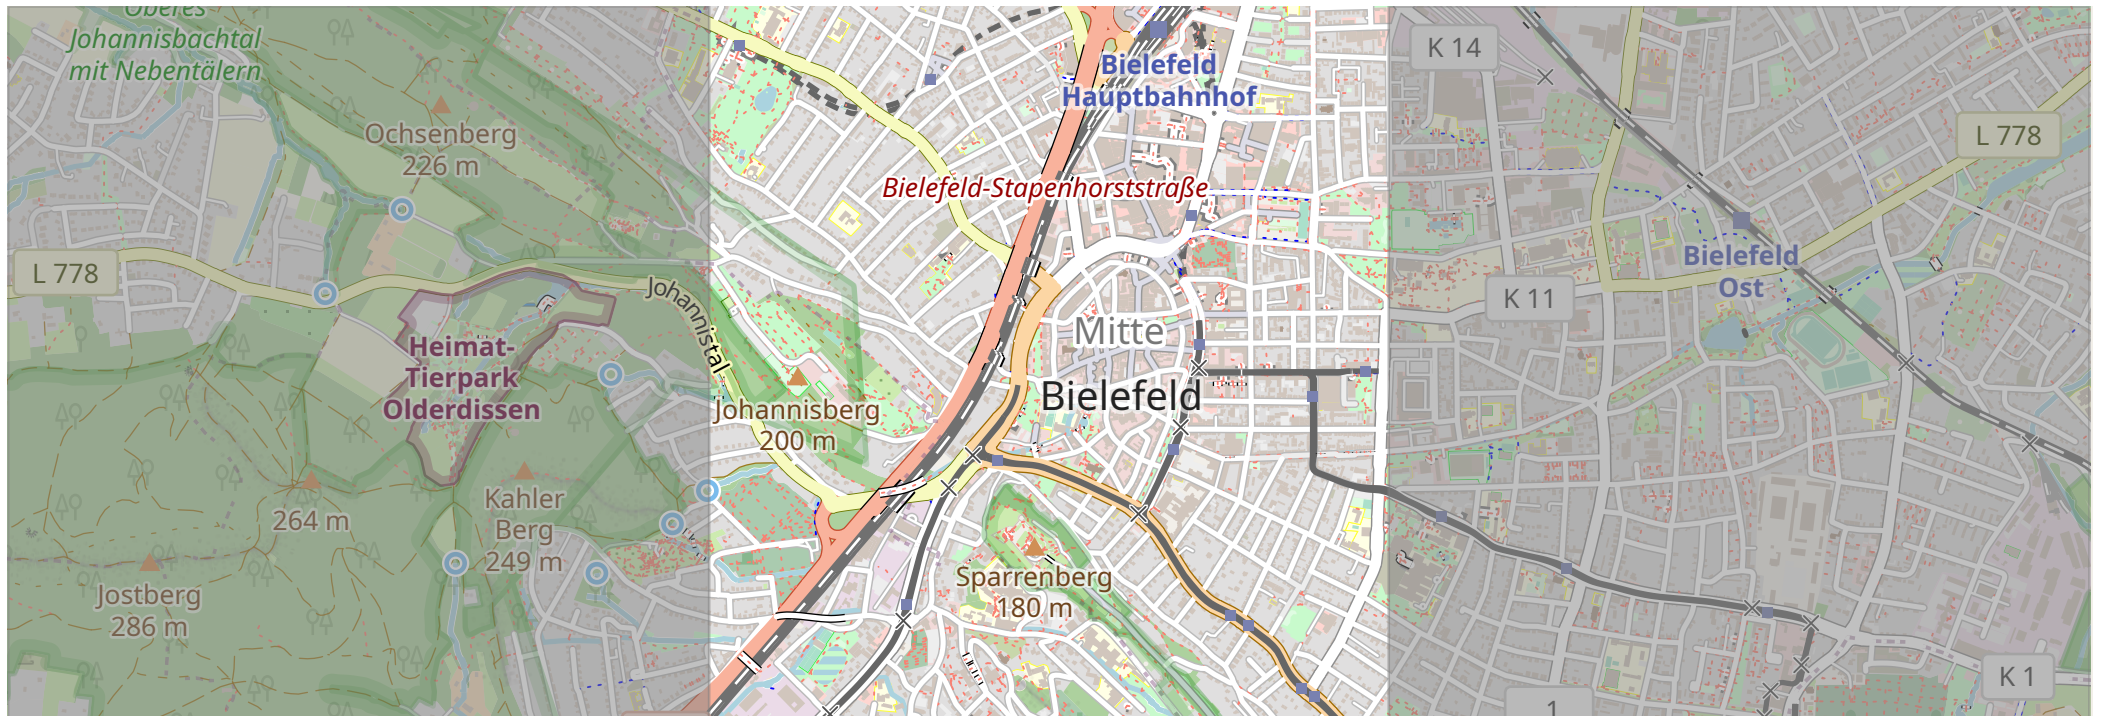 Oberes
Johannisbachtal
mit Nebentälern
Ochsenberg
226 m
L 778
Johannistal
Heimat-
Tierpark
Olderdissen
264 m
Kahler
Berg
249 m
Jostberg
286 m
Bielefeld
Hauptbahnhof
Bielefeld-Stapenhorststraße
Mitte
Bielefeld
Johannisberg
200 m
Sparrenberg
180 m
K 14
L 778
Bielefeld
Ost
K 11
K 1
1